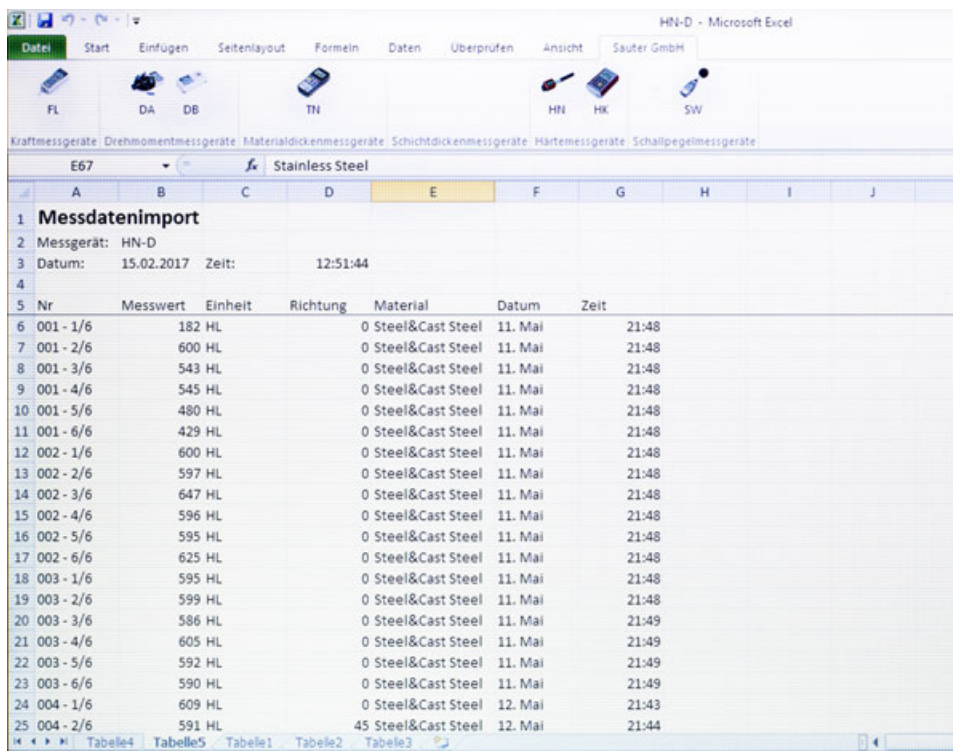 HN-D - Microsoft Excel
Datei Start Einfügen Seitenlayout Formeln Daten Überprüfen Ansicht Sauter GmbH
FL DA DB TN HN HK SW
Kraftmessgeräte Drehmomentmessgeräte Materialdickenmessgeräte Schichtdickenmessgeräte Härtemessgeräte Schallpegelmessgeräte
E67 fx Stainless Steel
A B C D E F G H I J
1 Messdatenimport
2 Messgerät: HN-D
3 Datum: 15.02.2017 Zeit: 12:51:44
4
5 Nr Messwert Einheit Richtung Material Datum Zeit
6 001 - 1/6 182 HL 0 Steel&Cast Steel 11. Mai 21:48
7 001 - 2/6 600 HL 0 Steel&Cast Steel 11. Mai 21:48
8 001 - 3/6 543 HL 0 Steel&Cast Steel 11. Mai 21:48
9 001 - 4/6 545 HL 0 Steel&Cast Steel 11. Mai 21:48
10 001 - 5/6 480 HL 0 Steel&Cast Steel 11. Mai 21:48
11 001 - 6/6 429 HL 0 Steel&Cast Steel 11. Mai 21:48
12 002 - 1/6 600 HL 0 Steel&Cast Steel 11. Mai 21:48
13 002 - 2/6 597 HL 0 Steel&Cast Steel 11. Mai 21:48
14 002 - 3/6 647 HL 0 Steel&Cast Steel 11. Mai 21:48
15 002 - 4/6 596 HL 0 Steel&Cast Steel 11. Mai 21:48
16 002 - 5/6 595 HL 0 Steel&Cast Steel 11. Mai 21:48
17 002 - 6/6 625 HL 0 Steel&Cast Steel 11. Mai 21:48
18 003 - 1/6 595 HL 0 Steel&Cast Steel 11. Mai 21:48
19 003 - 2/6 599 HL 0 Steel&Cast Steel 11. Mai 21:48
20 003 - 3/6 586 HL 0 Steel&Cast Steel 11. Mai 21:49
21 003 - 4/6 605 HL 0 Steel&Cast Steel 11. Mai 21:49
22 003 - 5/6 592 HL 0 Steel&Cast Steel 11. Mai 21:49
23 003 - 6/6 590 HL 0 Steel&Cast Steel 11. Mai 21:49
24 004 - 1/6 609 HL 0 Steel&Cast Steel 12. Mai 21:43
25 004 - 2/6 591 HL 45 Steel&Cast Steel 12. Mai 21:44
Tabelle4 Tabelle5 Tabelle1 Tabelle2 Tabelle3